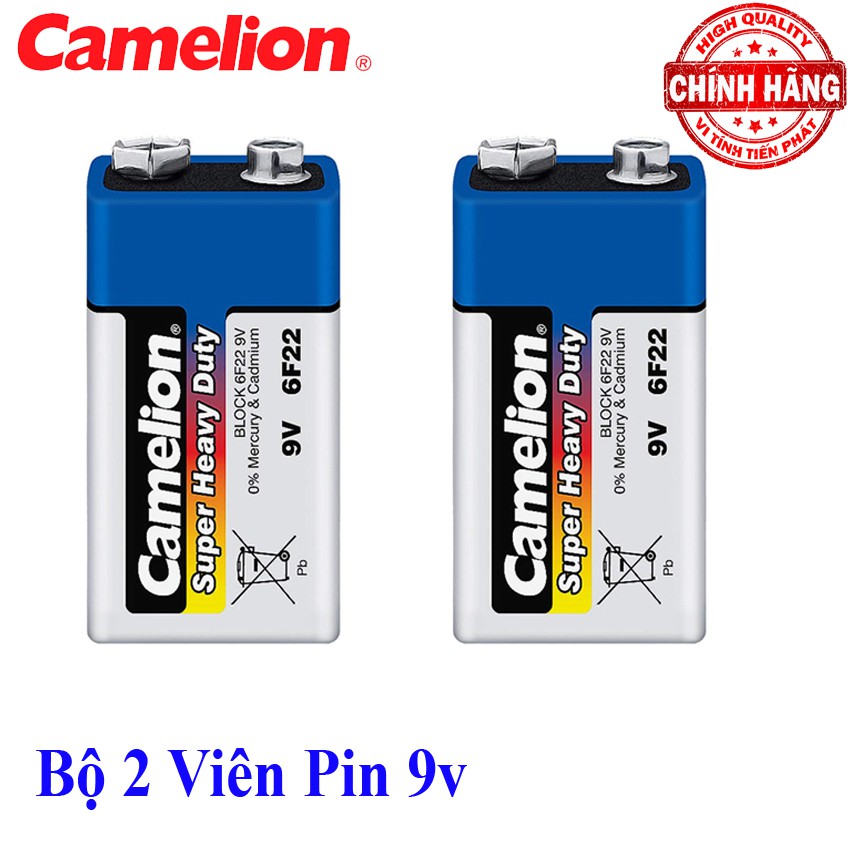 Camelion®
HIGH QUALITY
CHÍNH HÃNG
VI TÍNH TIẾN PHÁT
Camelion®
Super Heavy Duty
BLOCK 6F22 9V
0% Mercury & Cadmium
9V 6F22
Pb
Camelion®
Super Heavy Duty
BLOCK 6F22 9V
0% Mercury & Cadmium
9V 6F22
Pb
Bộ 2 Viên Pin 9v